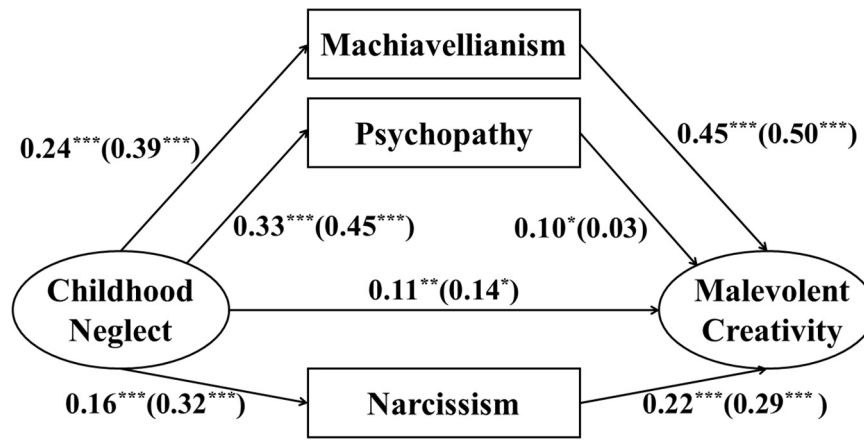 Machiavellianism
0.24***(0.39***)
0.45***(0.50***)
Psychopathy
0.33***(0.45***)
0.10*(0.03)
Childhood
Neglect
0.11**(0.14*)
Malevolent
Creativity
0.16***(0.32***)
Narcissism
0.22***(0.29***)